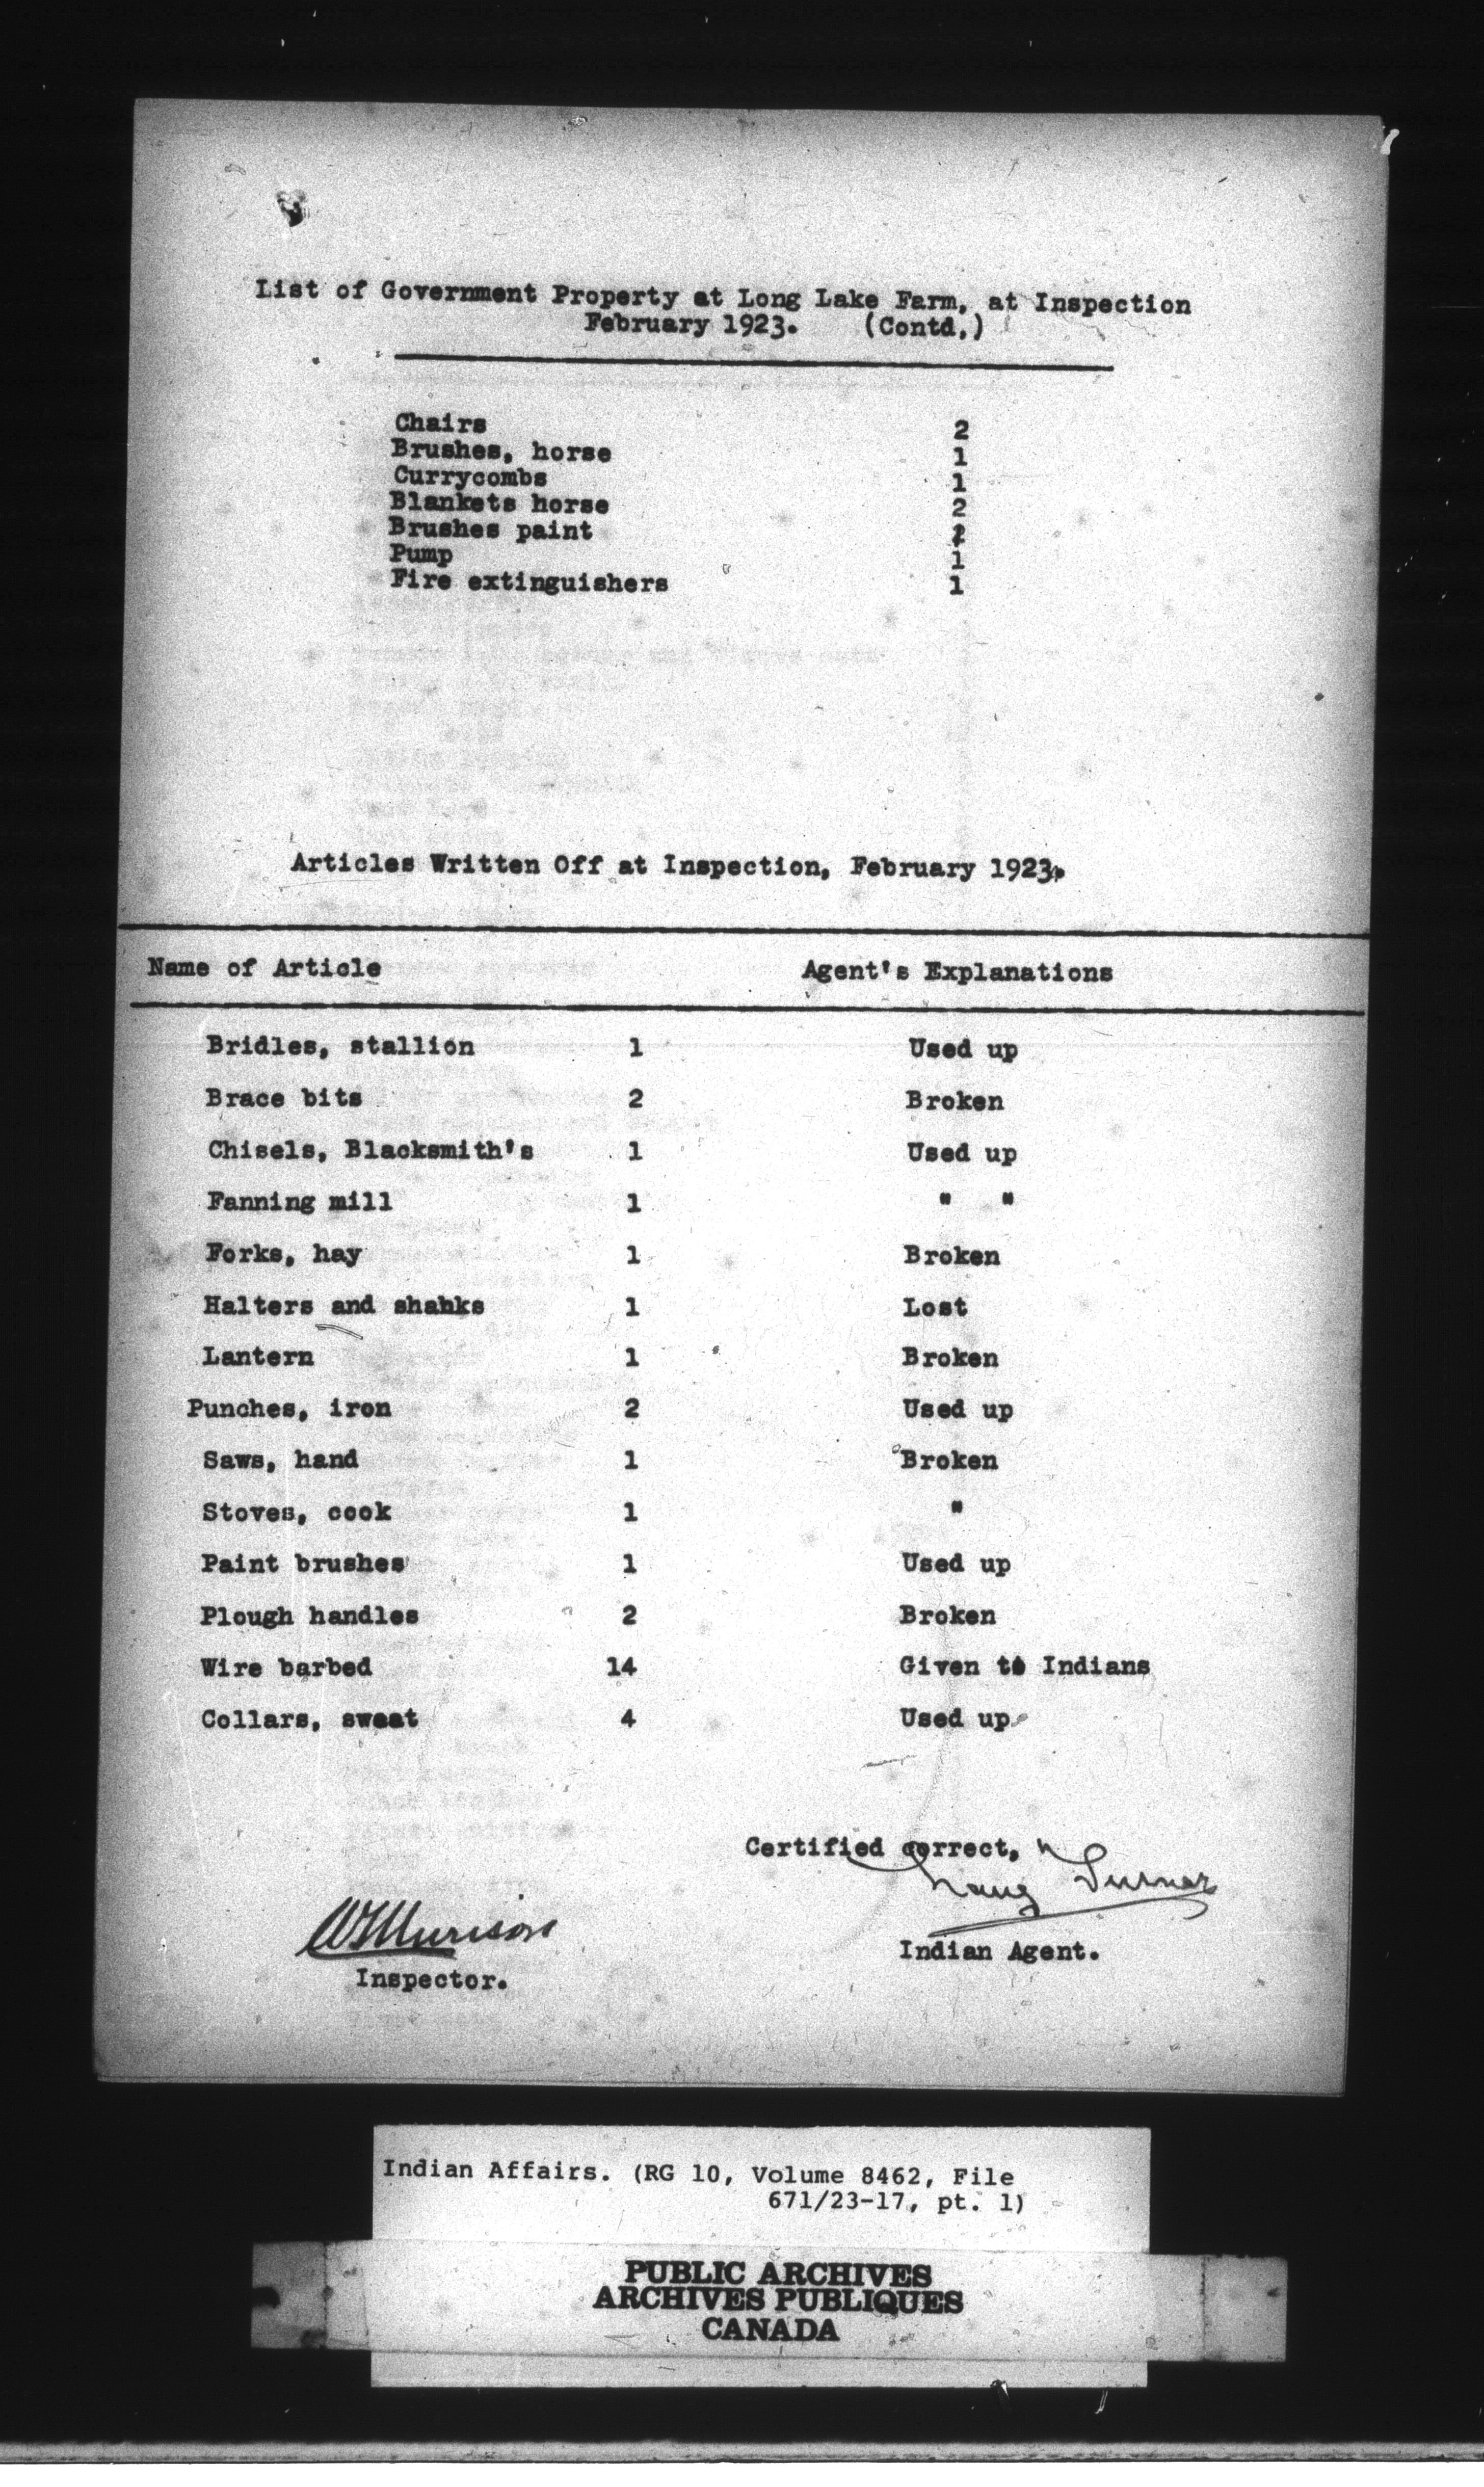 List of Government Property at Long Lake Farm, at Inspection
February 1923. (Contd.)
Chairs 2
Brushes, horse 1
Currycombs 1
Blankets horse 2
Brushes paint
Pump 1
Fire extinguishers 1
Articles Written Off at Inspection, February 1923.
Name of Article Agent's Explanations
Bridles, stallion 1 Used up
Brace bits 2 Broken
Chisels, Blacksmith's 1 Used up
Fanning mill 1 " "
Forks, hay 1 Broken
Halters and shanks 1 Lost
Lantern 1 Broken
Punches, iron 2 Used up
Saws, hand 1 Broken
Stoves, cook 1 "
Paint brushes 1 Used up
Plough handles 2 Broken
Wire barbed 14 Given to Indians
Collars, sweat 4 Used up
Certified correct,
Murison
Inspector.
Indian Agent.
Indian Affairs. (RG 10, Volume 8462, File
671/23-17, pt. 1)
PUBLIC ARCHIVES
ARCHIVES PUBLIQUES
CANADA